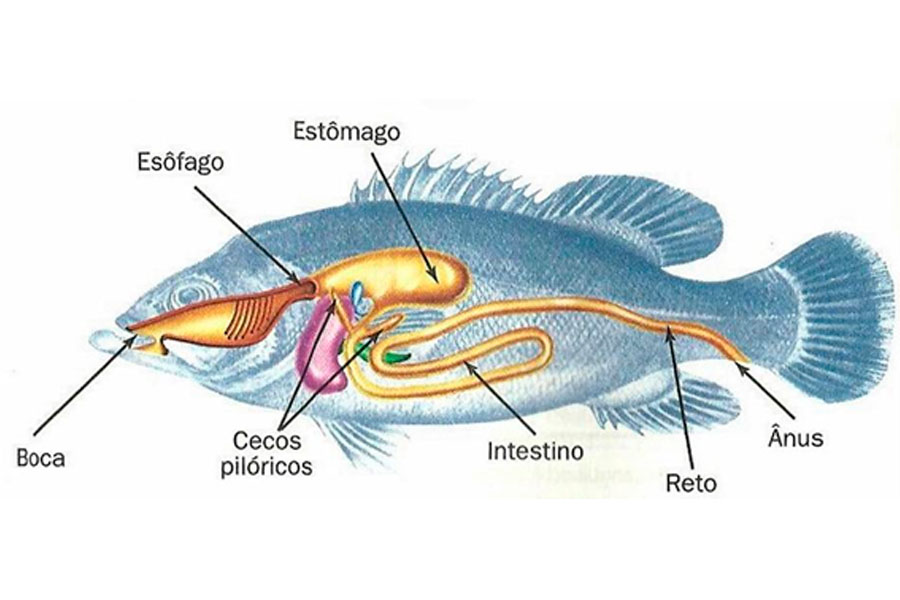 Estômago
Esôfago
Boca
Cecos
pilóricos
Intestino
Reto
Ânus